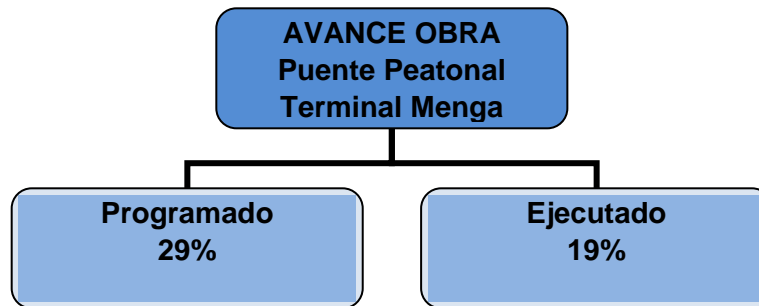 AVANCE OBRA
Puente Peatonal
Terminal Menga
Programado
29%
Ejecutado
19%